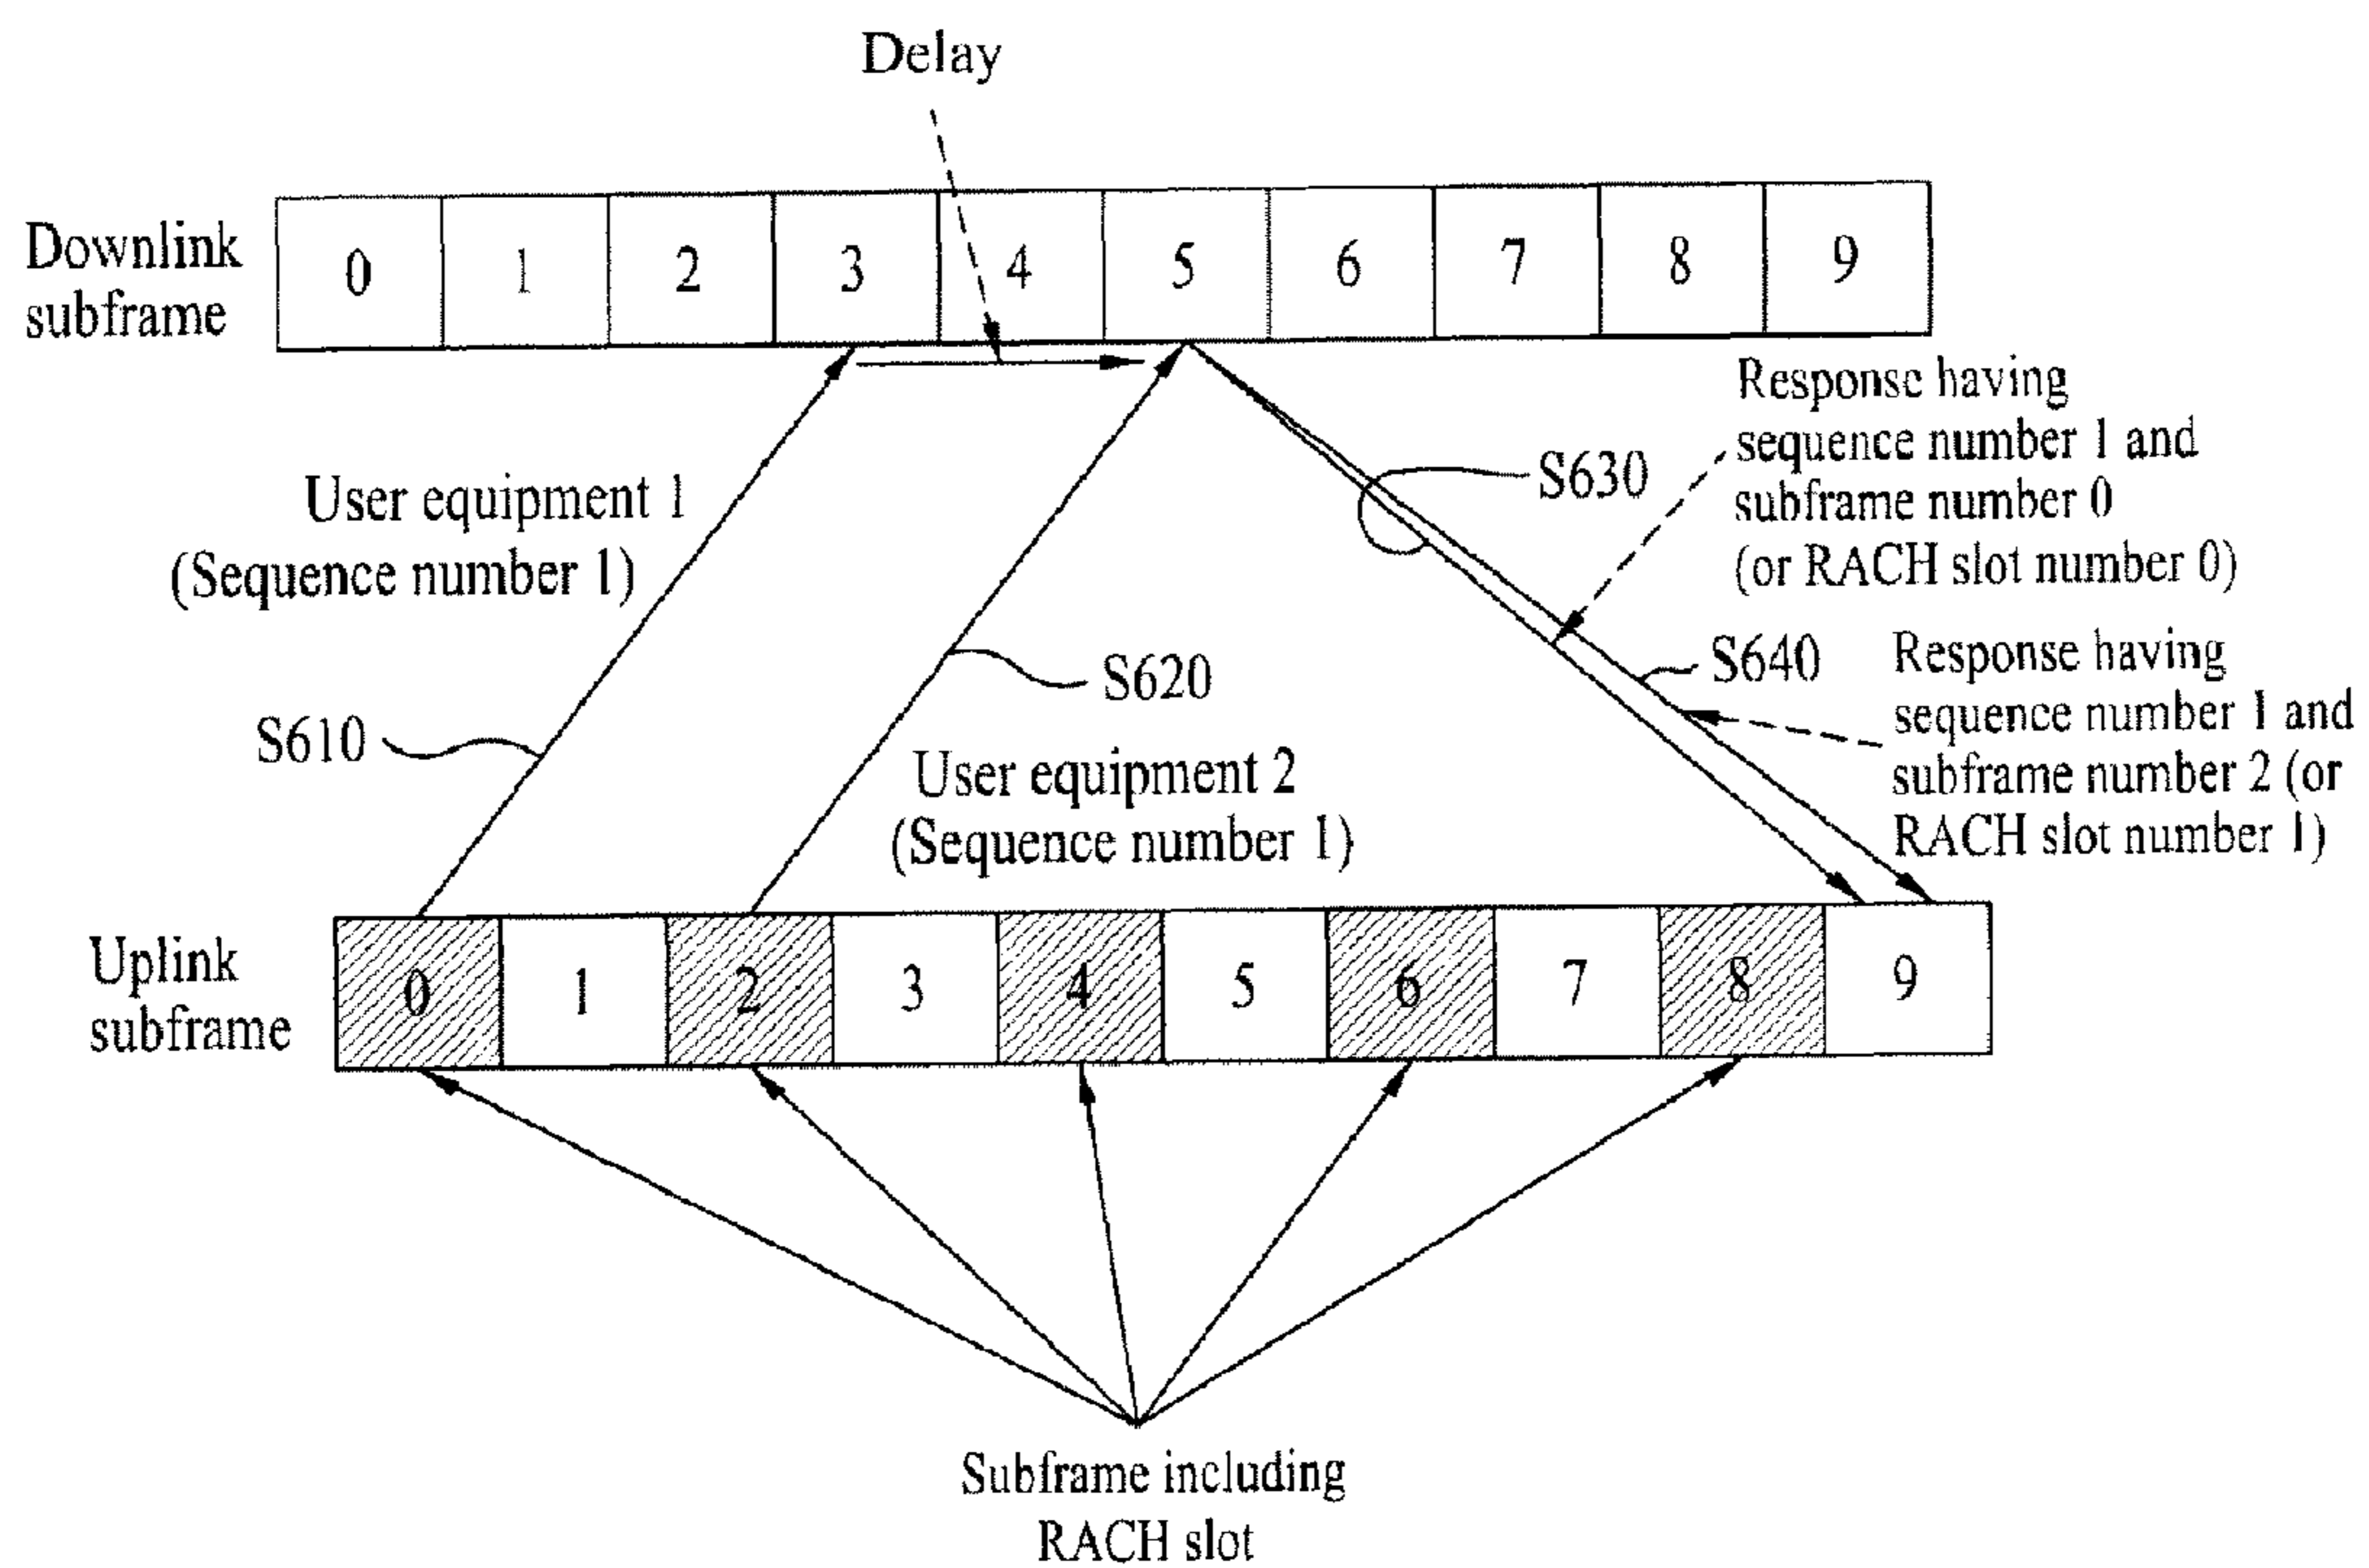 Delay
Downlink
subframe
0 1 2 3 4 5 6 7 8 9
Response having
sequence number 1 and
subframe number 0
(or RACH slot number 0)
S630
User equipment 1
(Sequence number 1)
S640
Response having
sequence number 1 and
subframe number 2 (or
RACH slot number 1)
S620
S610
User equipment 2
(Sequence number 1)
Uplink
subframe
0 1 2 3 4 5 6 7 8 9
Subframe including
RACH slot